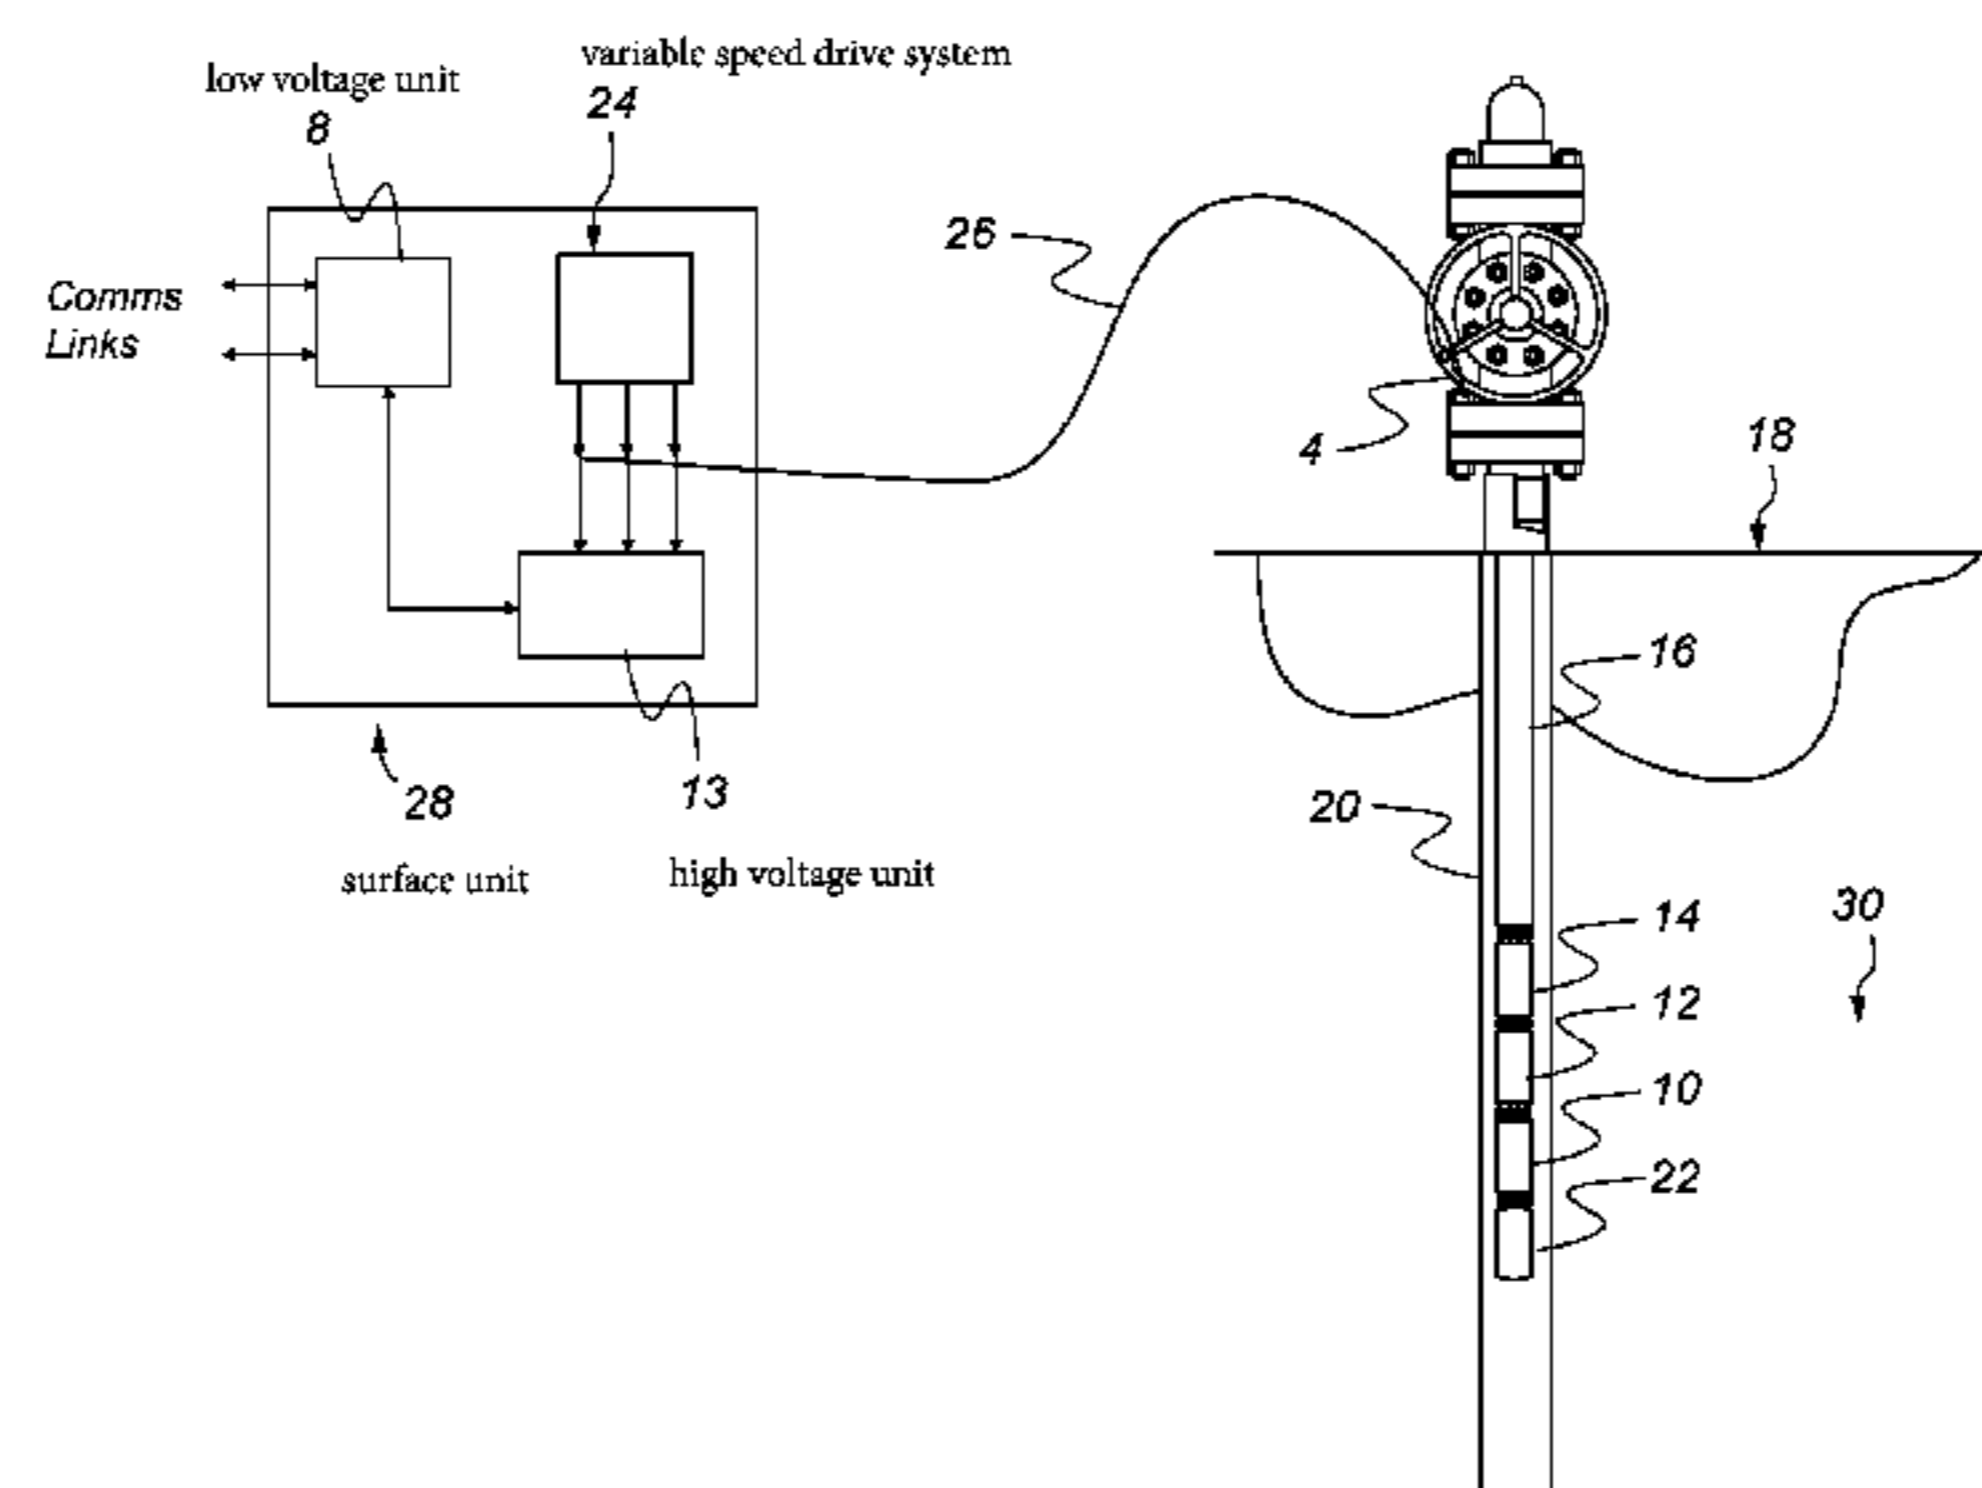 low voltage unit
8
variable speed drive system
24
Comms
Links
26
4
18
16
28
13
20
surface unit
high voltage unit
14
30
12
10
22